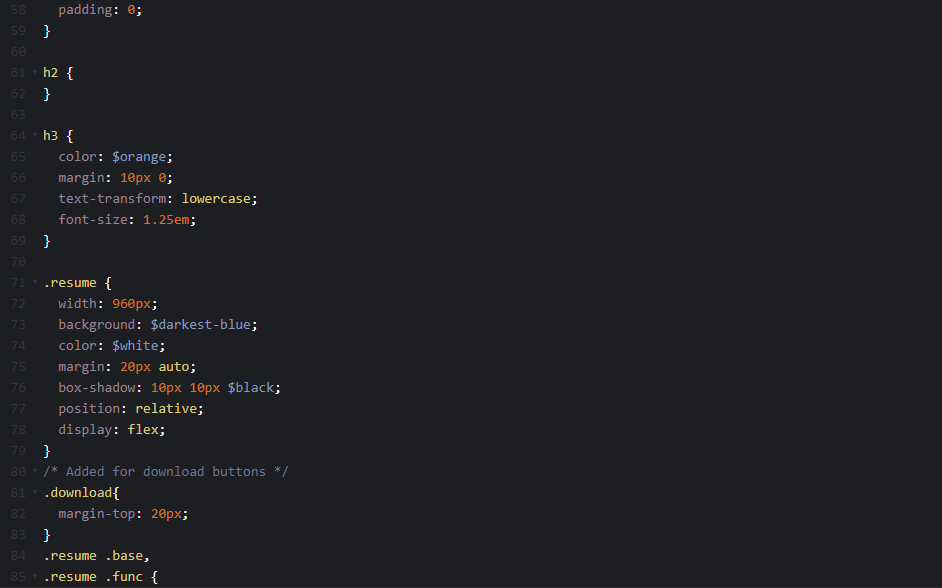 58 padding: 0;
59 }
60
61 h2 {
62 }
63
64 h3 {
65 color: $orange;
66 margin: 10px 0;
67 text-transform: lowercase;
68 font-size: 1.25em;
69 }
70
71 .resume {
72 width: 960px;
73 background: $darkest-blue;
74 color: $white;
75 margin: 20px auto;
76 box-shadow: 10px 10px $black;
77 position: relative;
78 display: flex;
79 }
80 /* Added for download buttons */
81 .download{
82 margin-top: 20px;
83 }
84 .resume .base,
85 .resume .func {